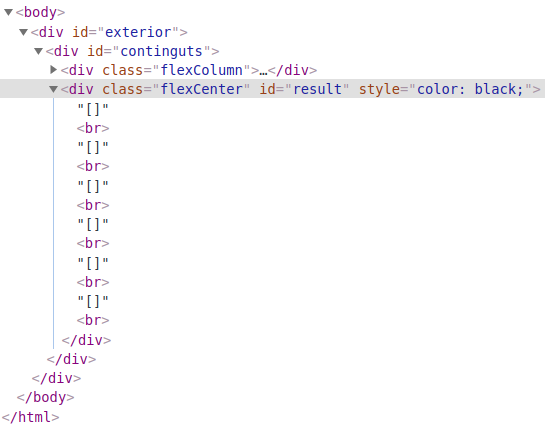 ▼<body>
▼<div id="exterior">
▼<div id="continguts">
▶<div class="flexColumn">…</div>
▼<div class="flexCenter" id="result" style="color: black;">
"[]"
<br>
"[]"
<br>
"[]"
<br>
"[]"
<br>
"[]"
<br>
"[]"
<br>
</div>
</div>
</div>
</body>
</html>